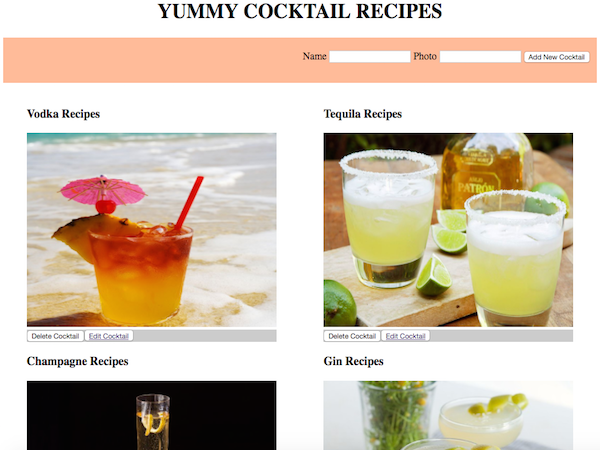 YUMMY COCKTAIL RECIPES
Name Photo Add New Cocktail
Vodka Recipes Tequila Recipes
PATRÓN
Delete Cocktail Edit Cocktail Delete Cocktail Edit Cocktail
Champagne Recipes Gin Recipes